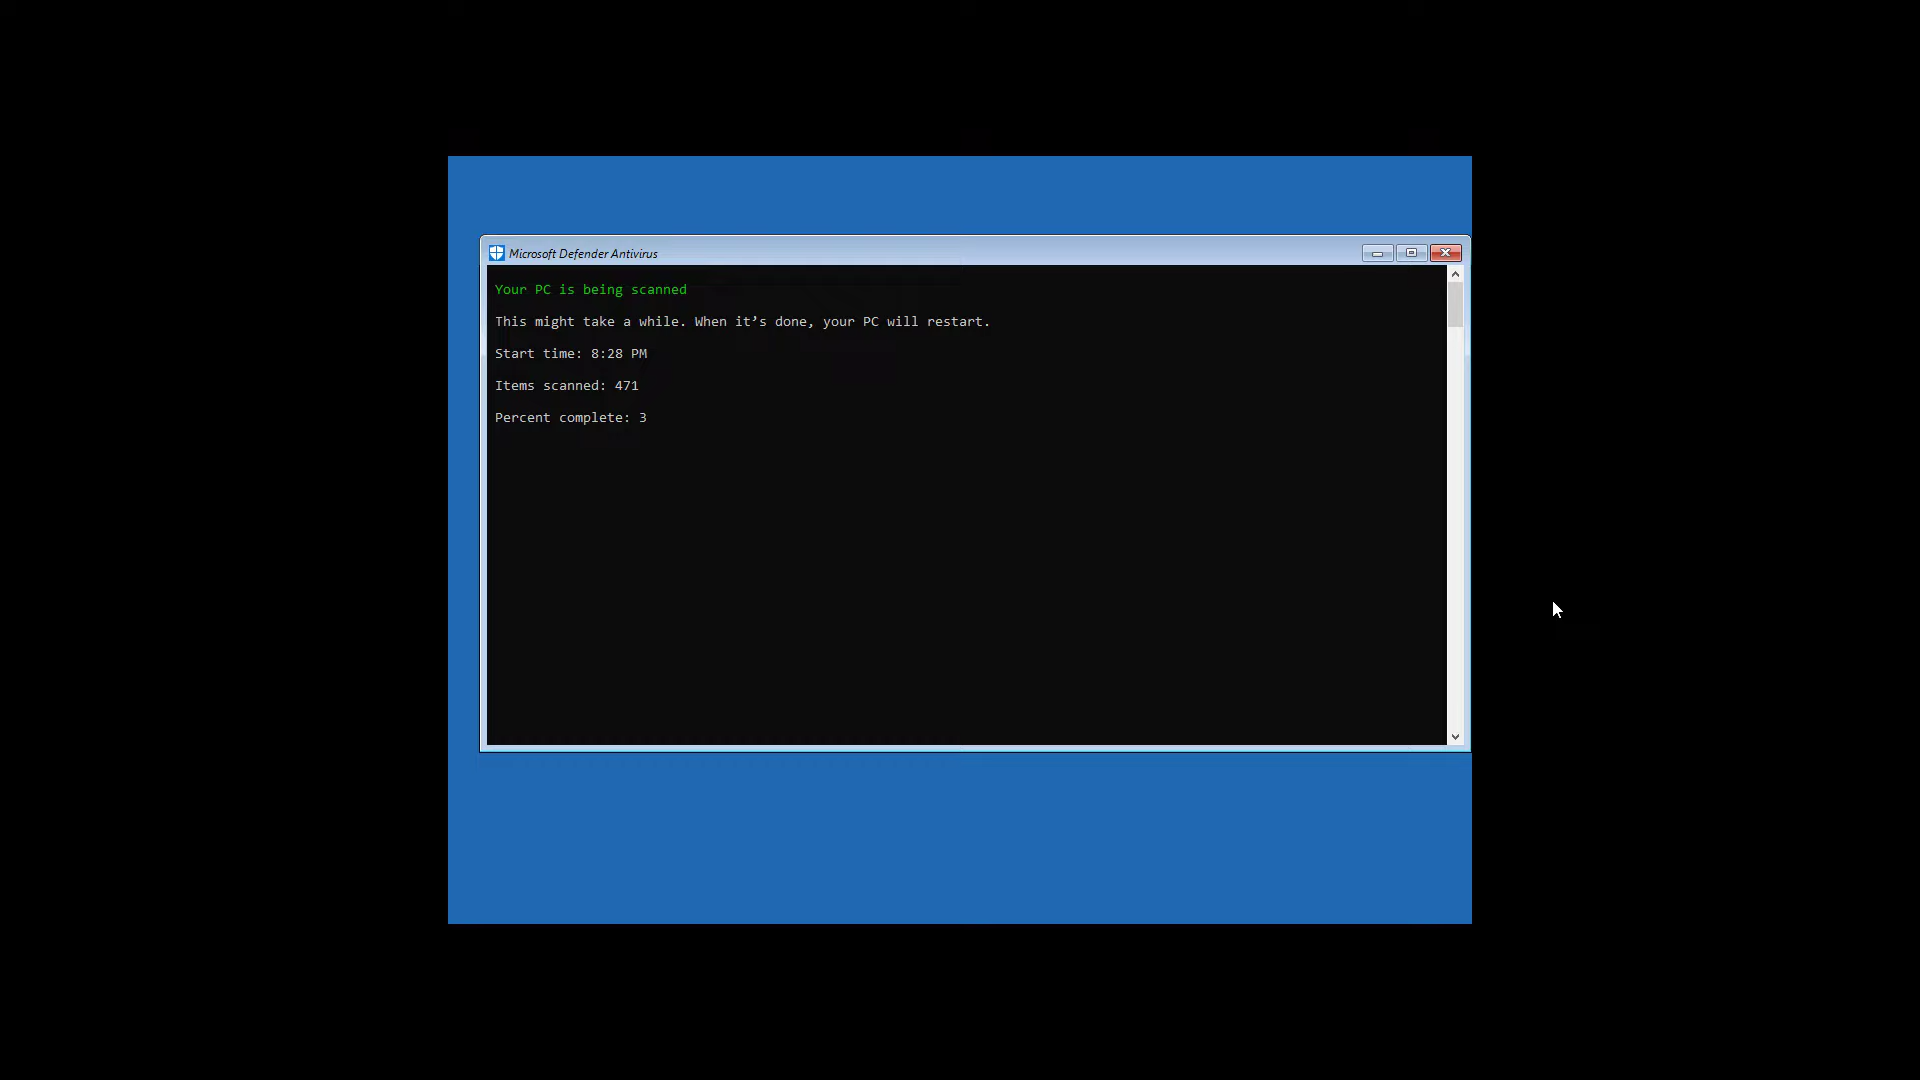 Microsoft Defender Antivirus
Your PC is being scanned
This might take a while. When it’s done, your PC will restart.
Start time: 8:28 PM
Items scanned: 471
Percent complete: 3